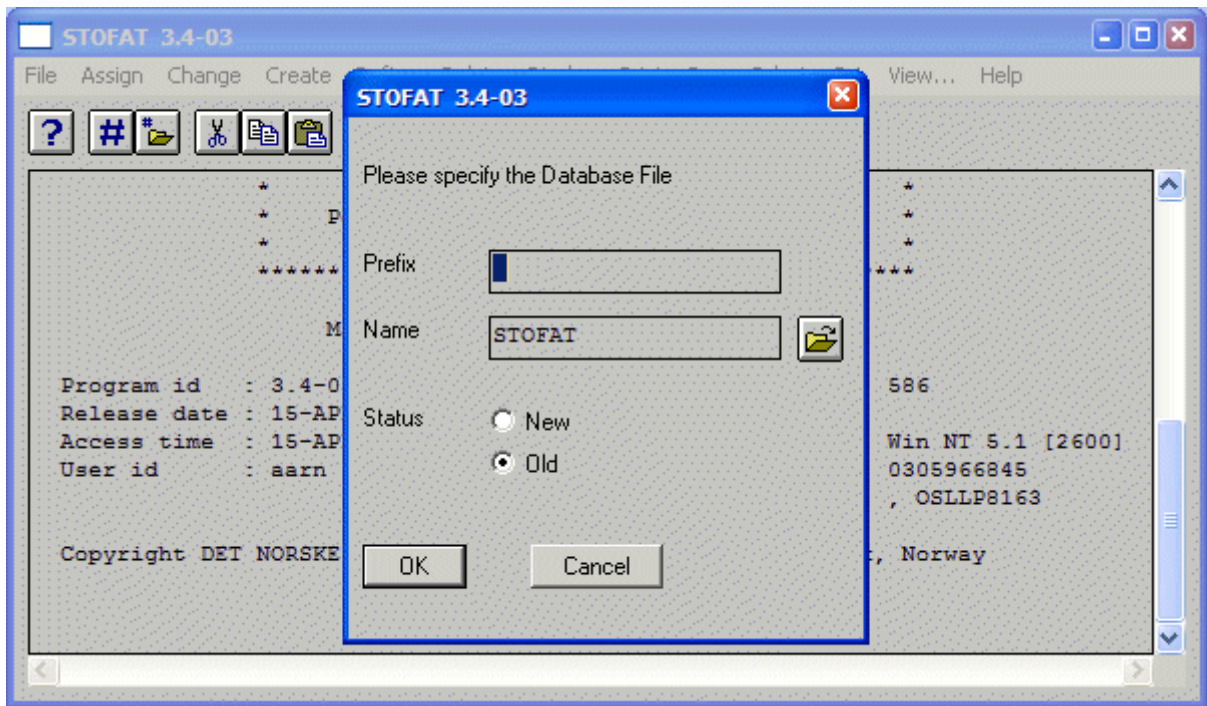 STOFAT 3.4-03
File Assign Change Create View... Help
STOFAT 3.4-03
Please specify the Database File
Prefix
Name STOFAT
Status New
Old
OK Cancel
* *
* P *
* *
****** ****
M
Program id : 3.4-0 586
Release date : 15-AP
Access time : 15-AP Win NT 5.1 [2600]
User id : aarn 0305966845
, OSLLP8163
Copyright DET NORSKE , Norway